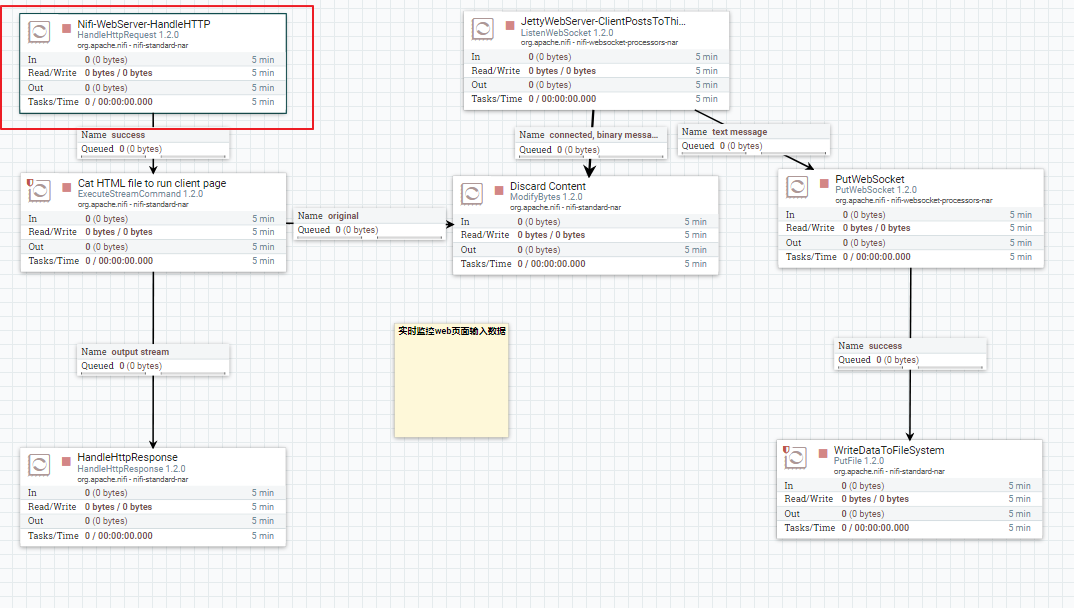 Nifi-WebServer-HandleHTTP
HandleHttpRequest 1.2.0
org.apache.nifi - nifi-standard-nar
In 0 (0 bytes) 5 min
Read/Write 0 bytes / 0 bytes 5 min
Out 0 (0 bytes) 5 min
Tasks/Time 0 / 00:00:00.000 5 min
JettyWebServer-ClientPostsToThi...
ListenWebSocket 1.2.0
org.apache.nifi - nifi-websocket-processors-nar
In 0 (0 bytes) 5 min
Read/Write 0 bytes / 0 bytes 5 min
Out 0 (0 bytes) 5 min
Tasks/Time 0 / 00:00:00.000 5 min
Name success
Queued 0 (0 bytes)
Name connected, binary messa...
Queued 0 (0 bytes)
Name text message
Queued 0 (0 bytes)
Cat HTML file to run client page
ExecuteStreamCommand 1.2.0
org.apache.nifi - nifi-standard-nar
In 0 (0 bytes) 5 min
Read/Write 0 bytes / 0 bytes 5 min
Out 0 (0 bytes) 5 min
Tasks/Time 0 / 00:00:00.000 5 min
Name original
Queued 0 (0 bytes)
Discard Content
ModifyBytes 1.2.0
org.apache.nifi - nifi-standard-nar
In 0 (0 bytes) 5 min
Read/Write 0 bytes / 0 bytes 5 min
Out 0 (0 bytes) 5 min
Tasks/Time 0 / 00:00:00.000 5 min
PutWebSocket
PutWebSocket 1.2.0
org.apache.nifi - nifi-websocket-processors-nar
In 0 (0 bytes) 5 min
Read/Write 0 bytes / 0 bytes 5 min
Out 0 (0 bytes) 5 min
Tasks/Time 0 / 00:00:00.000 5 min
实时监控web页面输入数据
Name output stream
Queued 0 (0 bytes)
Name success
Queued 0 (0 bytes)
HandleHttpResponse
HandleHttpResponse 1.2.0
org.apache.nifi - nifi-standard-nar
In 0 (0 bytes) 5 min
Read/Write 0 bytes / 0 bytes 5 min
Out 0 (0 bytes) 5 min
Tasks/Time 0 / 00:00:00.000 5 min
WriteDataToFileSystem
PutFile 1.2.0
org.apache.nifi - nifi-standard-nar
In 0 (0 bytes) 5 min
Read/Write 0 bytes / 0 bytes 5 min
Out 0 (0 bytes) 5 min
Tasks/Time 0 / 00:00:00.000 5 min